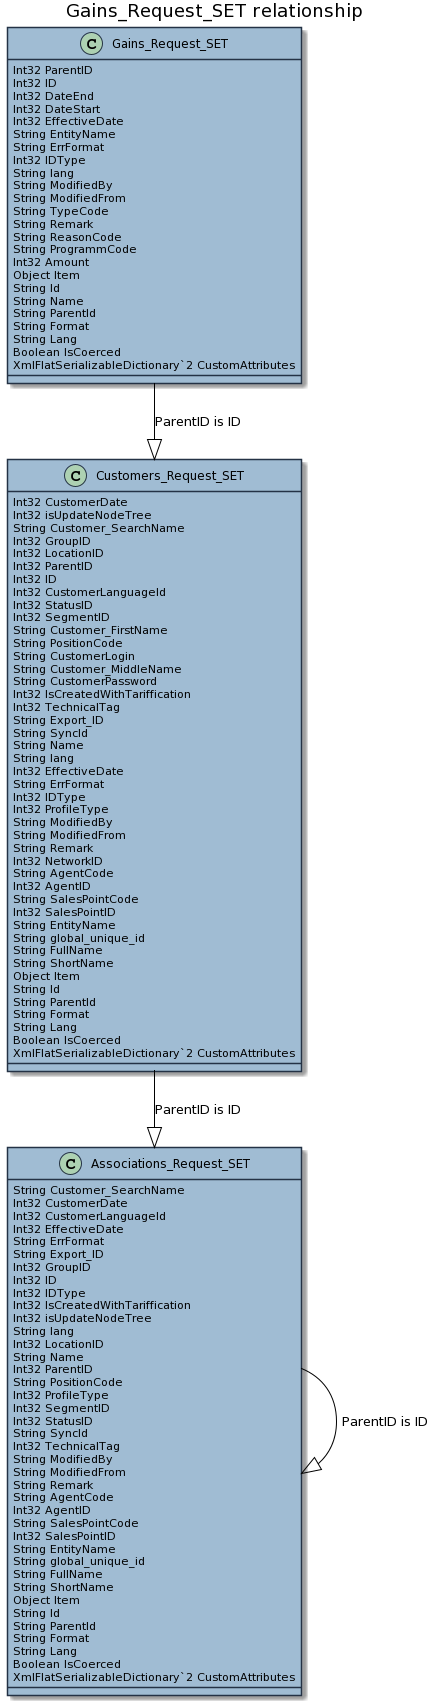 Gains_Request_SET relationship
C Gains_Request_SET
Int32 ParentID
Int32 ID
Int32 DateEnd
Int32 DateStart
Int32 EffectiveDate
String EntityName
String ErrFormat
Int32 IDType
String lang
String ModifiedBy
String ModifiedFrom
String TypeCode
String Remark
String ReasonCode
String ProgrammCode
Int32 Amount
Object Item
String Id
String Name
String ParentId
String Format
String Lang
Boolean IsCoerced
XmlFlatSerializableDictionary`2 CustomAttributes
ParentID is ID
C Customers_Request_SET
Int32 CustomerDate
Int32 isUpdateNodeTree
String Customer_SearchName
Int32 GroupID
Int32 LocationID
Int32 ParentID
Int32 ID
Int32 CustomerLanguageId
Int32 StatusID
Int32 SegmentID
String Customer_FirstName
String PositionCode
String CustomerLogin
String Customer_MiddleName
String CustomerPassword
Int32 IsCreatedWithTariffication
Int32 TechnicalTag
String Export_ID
String SyncId
String Name
String lang
Int32 EffectiveDate
String ErrFormat
Int32 IDType
Int32 ProfileType
String ModifiedBy
String ModifiedFrom
String Remark
Int32 NetworkID
String AgentCode
Int32 AgentID
String SalesPointCode
Int32 SalesPointID
String EntityName
String global_unique_id
String FullName
String ShortName
Object Item
String Id
String ParentId
String Format
String Lang
Boolean IsCoerced
XmlFlatSerializableDictionary`2 CustomAttributes
ParentID is ID
C Associations_Request_SET
String Customer_SearchName
Int32 CustomerDate
Int32 CustomerLanguageId
Int32 EffectiveDate
String ErrFormat
String Export_ID
Int32 GroupID
Int32 ID
Int32 IDType
Int32 IsCreatedWithTariffication
Int32 isUpdateNodeTree
String lang
Int32 LocationID
String Name
Int32 ParentID
String PositionCode
Int32 ProfileType
Int32 SegmentID
Int32 StatusID
String SyncId
Int32 TechnicalTag
String ModifiedBy
String ModifiedFrom
String Remark
String AgentCode
Int32 AgentID
String SalesPointCode
Int32 SalesPointID
String EntityName
String global_unique_id
String FullName
String ShortName
Object Item
String Id
String ParentId
String Format
String Lang
Boolean IsCoerced
XmlFlatSerializableDictionary`2 CustomAttributes
ParentID is ID